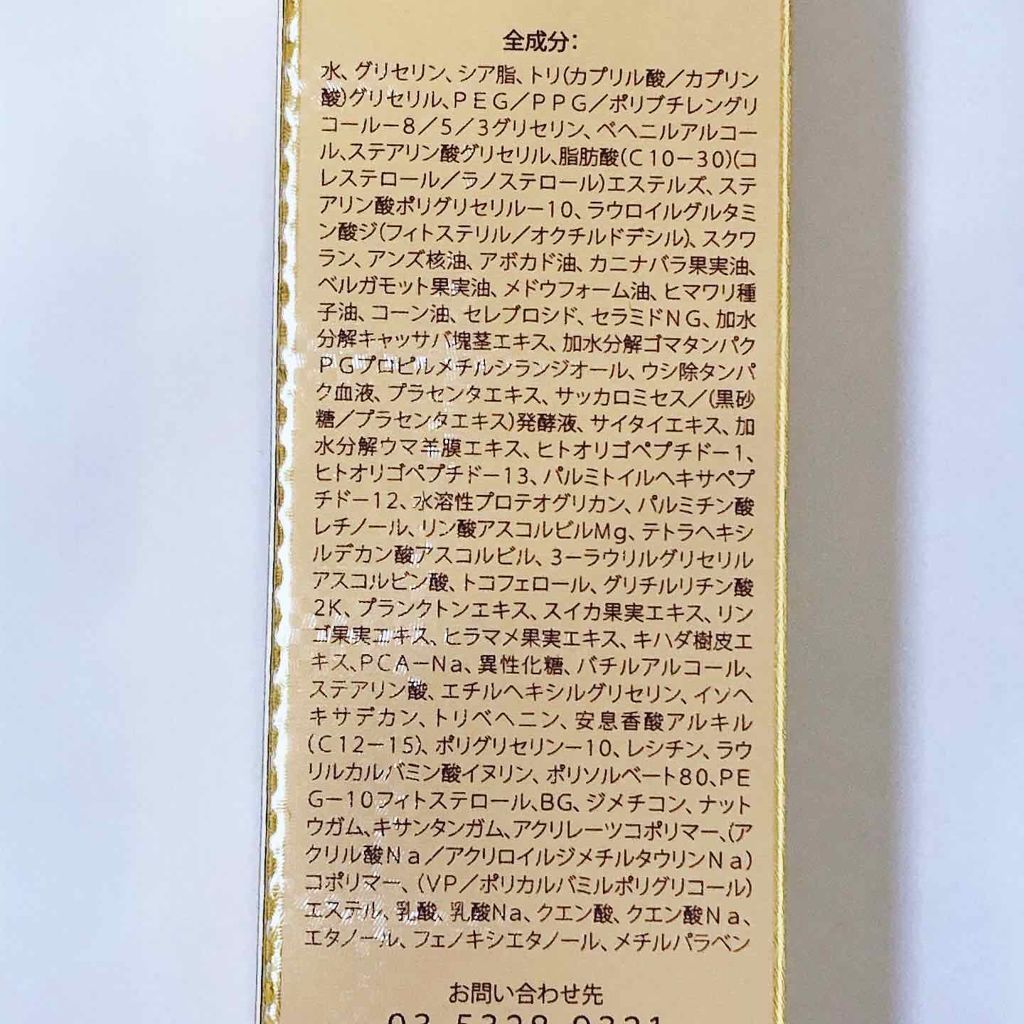 全成分:
水、グリセリン、シア脂、トリ(カプリル酸／カプリン
酸)グリセリル、PEG／PPG／ポリブチレングリ
コール－8／5／3グリセリン、ベヘニルアルコー
ル、ステアリン酸グリセリル、脂肪酸(C10－30)(コ
レステロール／ラノステロール)エステルズ、ステ
アリン酸ポリグリセリル－10、ラウロイルグルタミ
ン酸ジ(フィトステリル／オクチルドデシル)、スクワ
ラン、アンズ核油、アボカド油、カニナバラ果実油、
ベルガモット果実油、メドウフォーム油、ヒマワリ種
子油、コーン油、セレブロシド、セラミドNG、加水
分解キャッサバ塊茎エキス、加水分解ゴマタンパク
PGプロピルメチルシランジオール、ウシ除タンパ
ク血液、プラセンタエキス、サッカロミセス／(黒砂
糖／プラセンタエキス)発酵液、サイタイエキス、加
水分解ウマ羊膜エキス、ヒトオリゴペプチド－1、
ヒトオリゴペプチド－13、パルミトイルヘキサペプ
チド－12、水溶性プロテオグリカン、パルミチン酸
レチノール、リン酸アスコルビルMg、テトラヘキシ
ルデカン酸アスコルビル、3－ラウリルグリセリル
アスコルビン酸、トコフェロール、グリチルリチン酸
2K、プランクトンエキス、スイカ果実エキス、リン
ゴ果実エキス、ヒラマメ果実エキス、キハダ樹皮エ
キス、PCA－Na、異性化糖、バチルアルコール、
ステアリン酸、エチルヘキシルグリセリン、イソヘ
キサデカン、トリベヘニン、安息香酸アルキル
(C12－15)、ポリグリセリン－10、レシチン、ラウ
リルカルバミン酸イヌリン、ポリソルベート80、PE
G－10フィトステロール、BG、ジメチコン、ナット
ウガム、キサンタンガム、アクリレーツコポリマー、(ア
クリル酸Na／アクリロイルジメチルタウリンNa)
コポリマー、(VP／ポリカルバミルポリグリコール)
エステル、乳酸、乳酸Na、クエン酸、クエン酸Na、
エタノール、フェノキシエタノール、メチルパラベン
お問い合わせ先
03-5328-9321